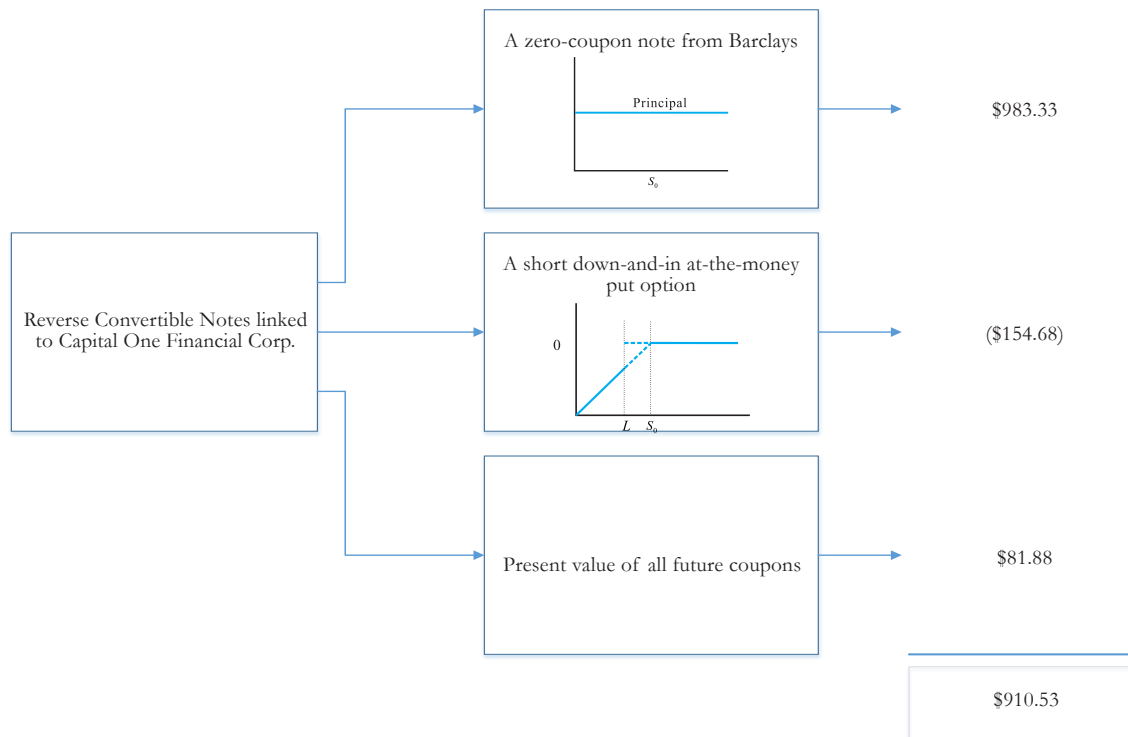 A zero-coupon note from Barclays
Principal
S₀
$983.33
Reverse Convertible Notes linked
to Capital One Financial Corp.
A short down-and-in at-the-money
put option
0
L S₀
($154.68)
Present value of all future coupons
$81.88
$910.53